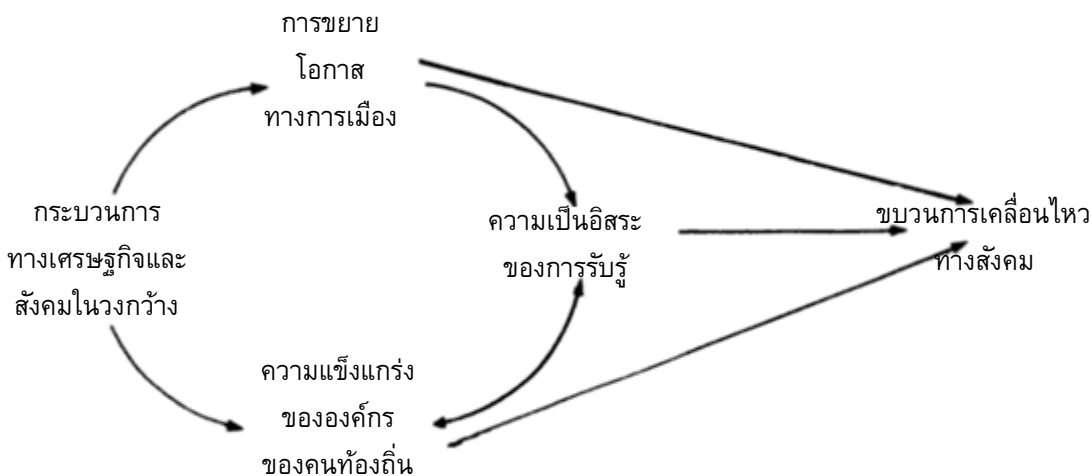 การขยาย
โอกาส
ทางการเมือง
กระบวนการ
ทางเศรษฐกิจและ
สังคมในวงกว้าง
ความเป็นอิสระ
ของการรับรู้
ขบวนการเคลื่อนไหว
ทางสังคม
ความแข็งแกร่ง
ขององค์กร
ของคนท้องถิ่น